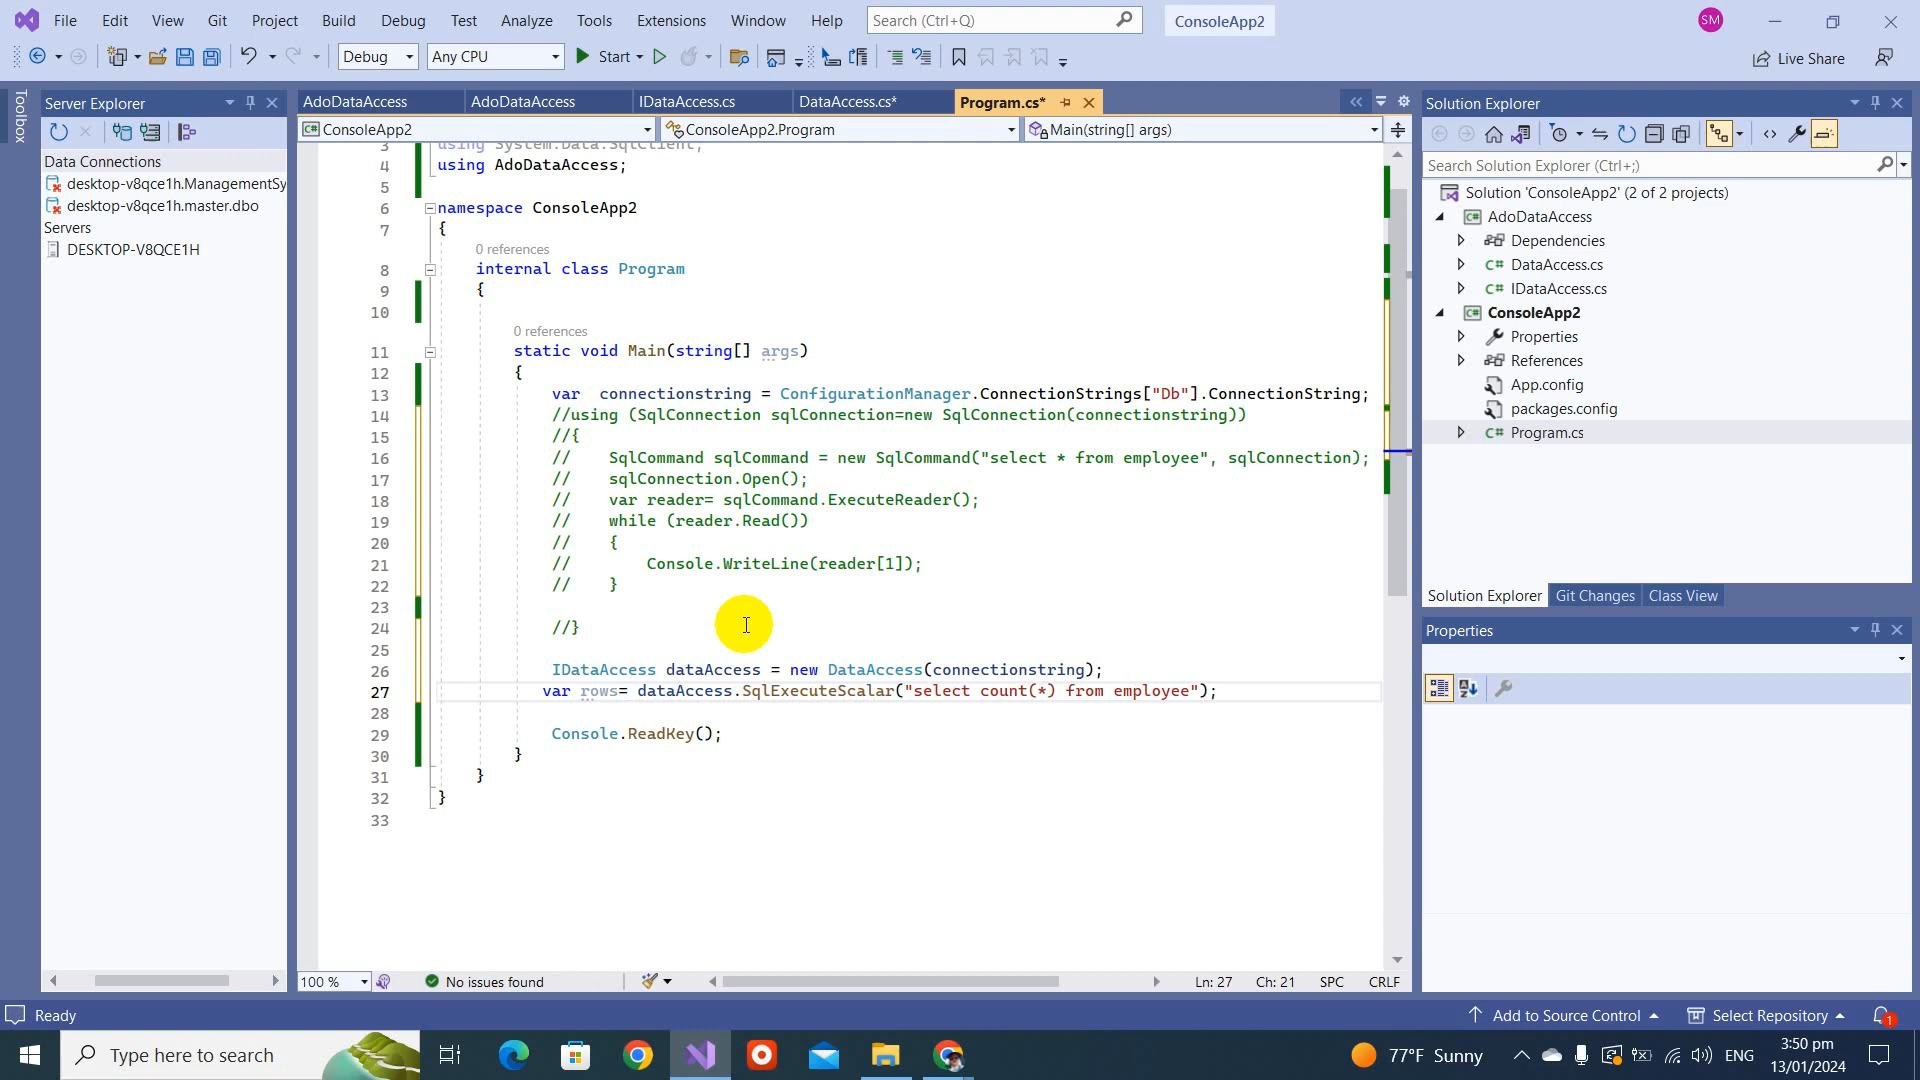 File Edit View Git Project Build Debug Test Analyze Tools Extensions Window Help Search (Ctrl+Q) ConsoleApp2 SM
Debug Any CPU Start Live Share
Toolbox
Server Explorer
Data Connections
desktop-v8qce1h.ManagementSy
desktop-v8qce1h.master.dbo
Servers
DESKTOP-V8QCE1H
AdoDataAccess AdoDataAccess IDataAccess.cs DataAccess.cs* Program.cs*
ConsoleApp2 ConsoleApp2.Program Main(string[] args)
3 using System.Data.SqlClient;
4 using AdoDataAccess;
5
6 namespace ConsoleApp2
7 {
0 references
8 internal class Program
9 {
10
0 references
11 static void Main(string[] args)
12 {
13 var  connectionstring = ConfigurationManager.ConnectionStrings["Db"].ConnectionString;
14 //using (SqlConnection sqlConnection=new SqlConnection(connectionstring))
15 //{
16 //    SqlCommand sqlCommand = new SqlCommand("select * from employee", sqlConnection);
17 //    sqlConnection.Open();
18 //    var reader= sqlCommand.ExecuteReader();
19 //    while (reader.Read())
20 //    {
21 //        Console.WriteLine(reader[1]);
22 //    }
23
24 //}
25
26 IDataAccess dataAccess = new DataAccess(connectionstring);
27 var rows= dataAccess.SqlExecuteScalar("select count(*) from employee");
28
29 Console.ReadKey();
30 }
31 }
32 }
33
100 % No issues found Ln: 27 Ch: 21 SPC CRLF
Solution Explorer
Search Solution Explorer (Ctrl+;)
Solution 'ConsoleApp2' (2 of 2 projects)
C# AdoDataAccess
Dependencies
C# DataAccess.cs
C# IDataAccess.cs
C# ConsoleApp2
Properties
References
App.config
packages.config
C# Program.cs
Solution Explorer Git Changes Class View
Properties
Ready Add to Source Control Select Repository 1
Type here to search 77°F Sunny ENG 3:50 pm
13/01/2024